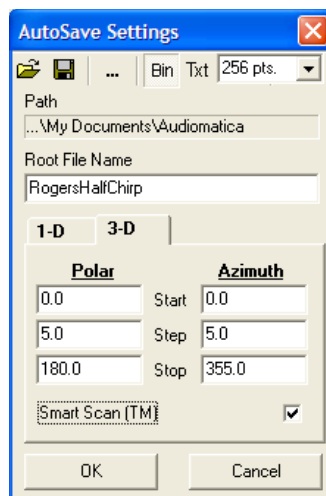 AutoSave Settings
... Bin Txt 256 pts.
Path
...\My Documents\Audiomatica
Root File Name
RogersHalfChirp
1-D 3-D
Polar Azimuth
0.0 Start 0.0
5.0 Step 5.0
180.0 Stop 355.0
Smart Scan (TM)
OK Cancel